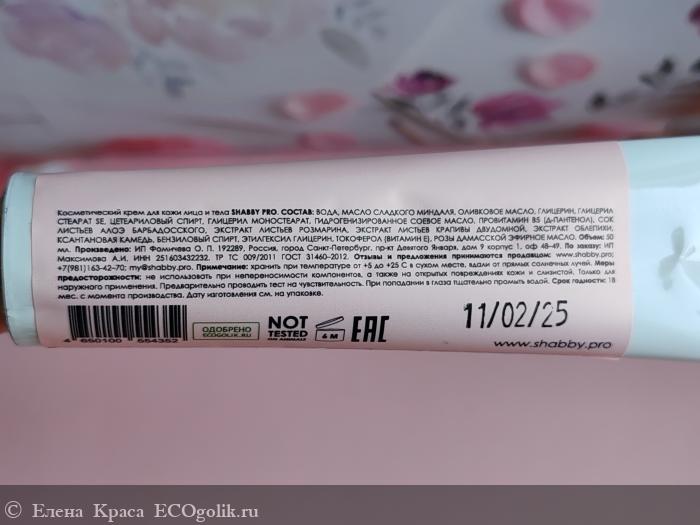 Косметический крем для кожи лица и тела SHABBY PRO. СОСТАВ: ВОДА, МАСЛО СЛАДКОГО МИНДАЛЯ, ОЛИВКОВОЕ МАСЛО, ГЛИЦЕРИН, ГЛИЦЕРИЛ
СТЕАРАТ SE, ЦЕТЕАРИЛОВЫЙ СПИРТ, ГЛИЦЕРИЛ МОНОСТЕАРАТ, ГИДРОГЕНИЗИРОВАННОЕ СОЕВОЕ МАСЛО, ПРОВИТАМИН B5 (Д-ПАНТЕНОЛ), СОК
ЛИСТЬЕВ АЛОЭ БАРБАДОССКОГО, ЭКСТРАКТ ЛИСТЬЕВ РОЗМАРИНА, ЭКСТРАКТ ЛИСТЬЕВ КРАПИВЫ ДВУДОМНОЙ, ЭКСТРАКТ ОБЛЕПИХИ,
КСАНТАНОВАЯ КАМЕДЬ, БЕНЗИЛОВЫЙ СПИРТ, ЭТИЛГЕКСИЛ ГЛИЦЕРИН, ТОКОФЕРОЛ (ВИТАМИН Е), РОЗЫ ДАМАССКОЙ ЭФИРНОЕ МАСЛО. Объем: 50
мл. Произведено: ИП Фомичева О. П. 192289, Россия, город Санкт-Петербург, пр-кт Девятого Января, дом 9 корпус 1, оф 48-49. По заказу: ИП
Максимова А.И, ИНН 251603432232, ТР ТС 009/2011 ГОСТ 31460-2012. Отзывы и предложения принимаются продавцом: www.shabby.pro;
+7(981)163-42-70; my@shabby.pro. Примечание: хранить при температуре от +5 до +25 С в сухом месте, вдали от прямых солнечных лучей. Меры
предосторожности: не использовать при непереносимости компонентов, а также на открытых повреждениях кожи и слизистой. Только для
наружного применения. Предварительно проводит тест на чувствительность. При попадании в глаза тщательно промыть водой. Срок годности: 18
мес. с момента производства. Дату изготовления см. на упаковке.
4 650100 654352
ОДОБРЕНО
ECOGOLIK.RU
NOT
TESTED
ON ANIMALS
6 M
EAC
11/02/25
www.shabby.pro
© Елена Краса ECOgolik.ru